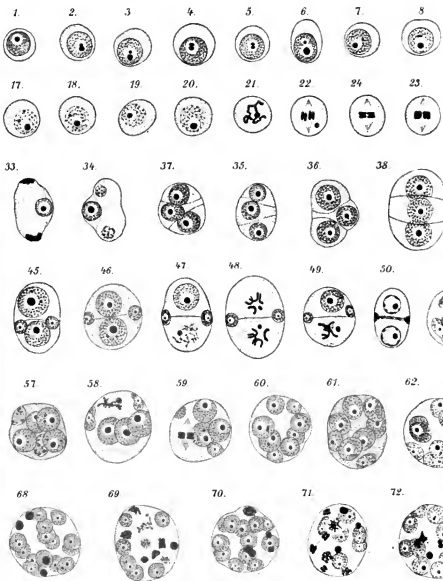 1. 2. 3. 4. 5. 6. 7. 8
17. 18. 19. 20. 21. 22. 24. 23.
33. 34. 37. 35. 36. 38.
45. 46. 47. 48. 49. 50.
57. 58. 59. 60. 61. 62.
68. 69. 70. 71. 72.